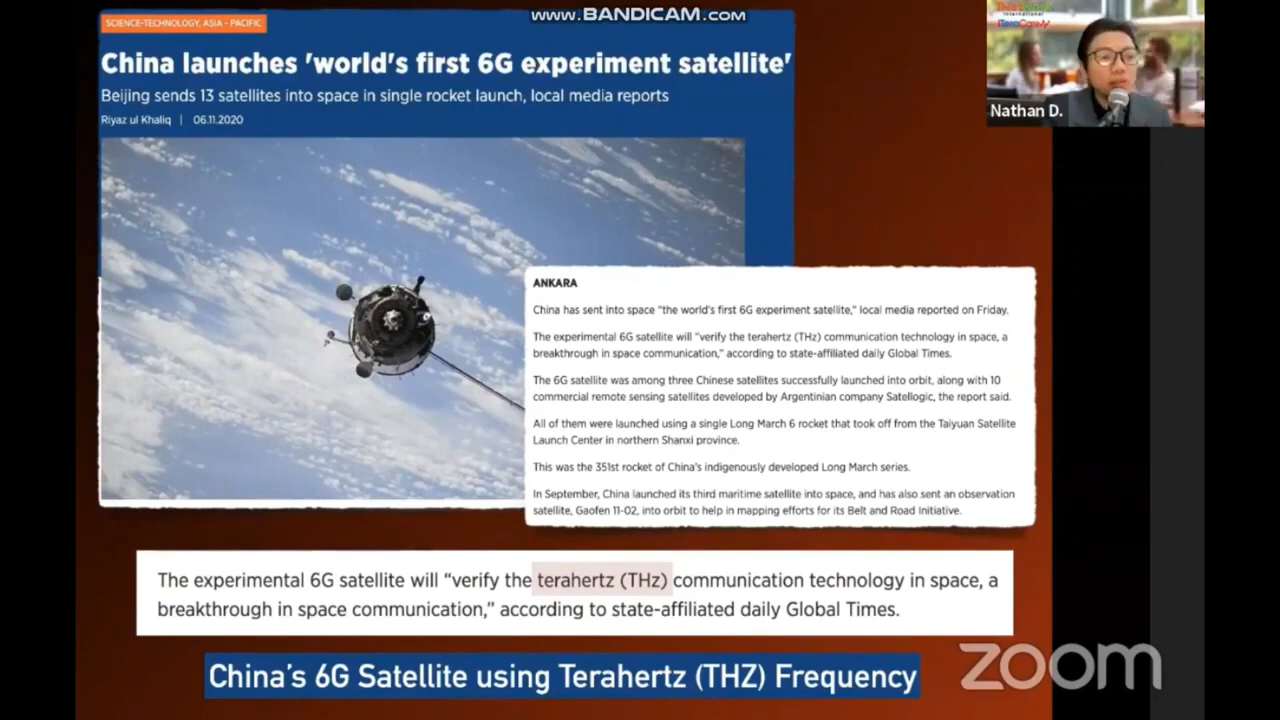 www.BANDICAM.com
SCIENCE-TECHNOLOGY, ASIA - PACIFIC
China launches 'world's first 6G experiment satellite'
Beijing sends 13 satellites into space in single rocket launch, local media reports
Riyaz ul Khaliq | 06.11.2020
International
iTeraCare
Nathan D.
ANKARA
China has sent into space "the world's first 6G experiment satellite," local media reported on Friday.
The experimental 6G satellite will "verify the terahertz (THz) communication technology in space, a
breakthrough in space communication," according to state-affiliated daily Global Times.
The 6G satellite was among three Chinese satellites successfully launched into orbit, along with 10
commercial remote sensing satellites developed by Argentinian company Satellogic, the report said.
All of them were launched using a single Long March 6 rocket that took off from the Taiyuan Satellite
Launch Center in northern Shanxi province.
This was the 351st rocket of China's indigenously developed Long March series.
In September, China launched its third maritime satellite into space, and has also sent an observation
satellite, Gaofen 11-02, into orbit to help in mapping efforts for its Belt and Road Initiative.
The experimental 6G satellite will “verify the terahertz (THz) communication technology in space, a
breakthrough in space communication,” according to state-affiliated daily Global Times.
China's 6G Satellite using Terahertz (THZ) Frequency
zoom